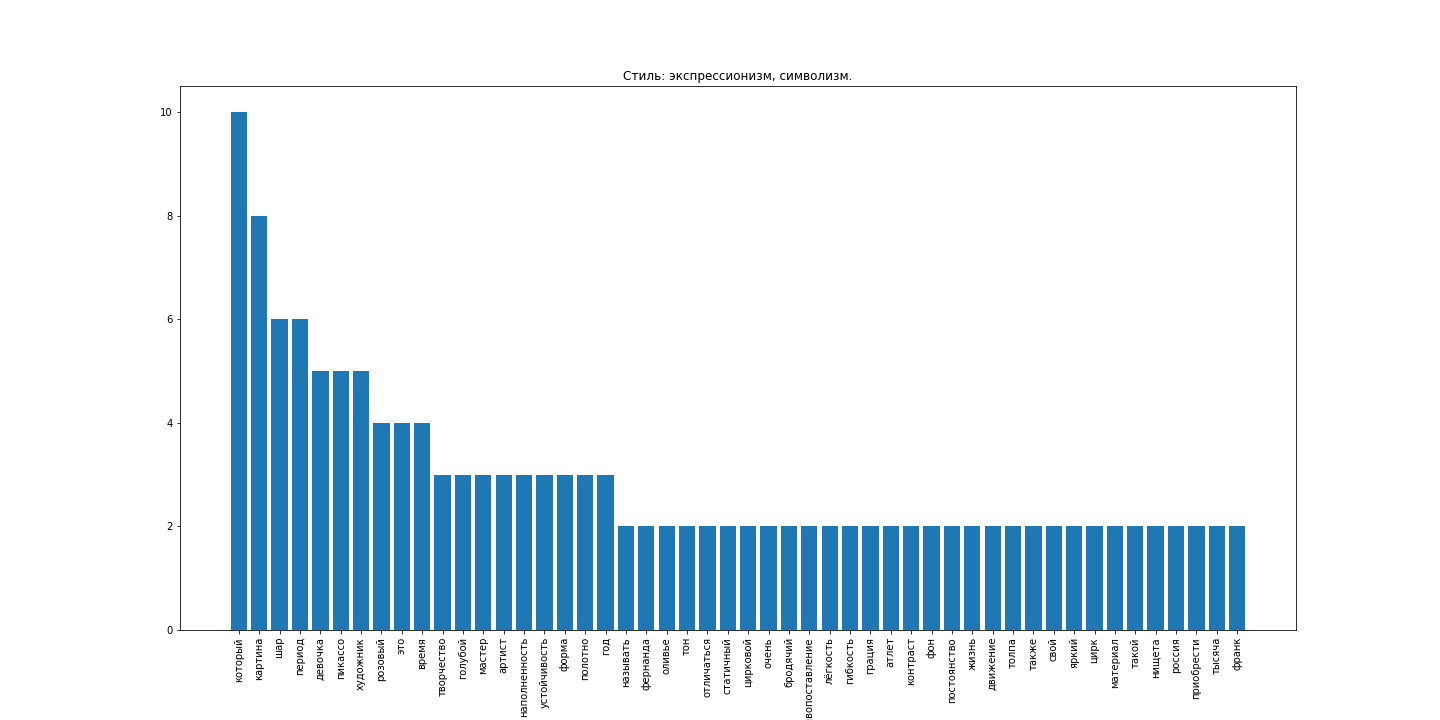 Стиль: экспрессионизм, символизм.
10
8
6
4
2
0
который
картина
шар
период
девочка
пикассо
художник
розовый
это
время
творчество
голубой
мастер
артист
наполненность
устойчивость
форма
полотно
год
называть
фернанда
оливье
тон
отличаться
статичный
цирковой
очень
бродячий
вопоставление
лёгкость
гибкость
грация
атлет
контраст
фон
постоянство
жизнь
движение
толпа
также
свой
яркий
цирк
материал
такой
нищета
россия
приобрести
тысяча
франк